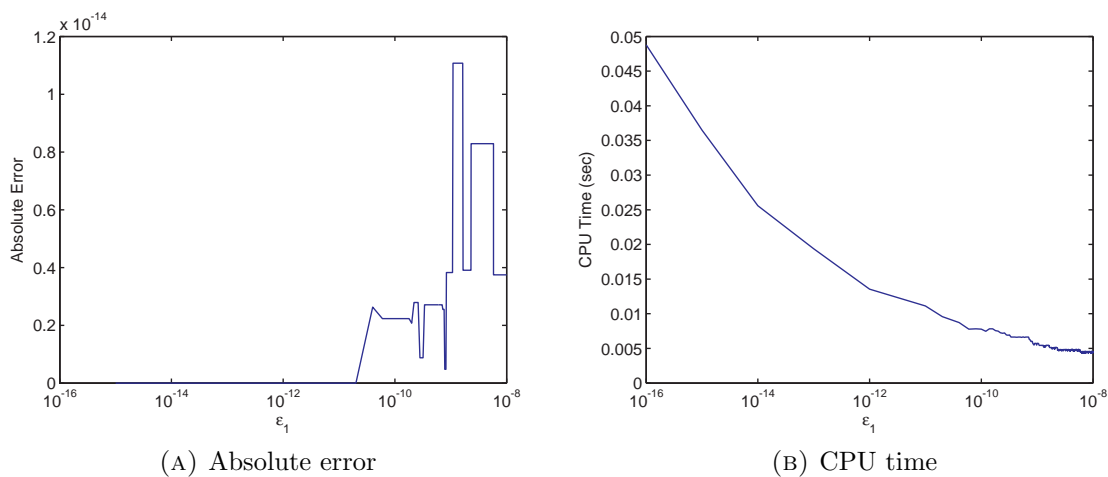 x 10^-14
1.2
1
0.8
0.6
0.4
0.2
0
Absolute Error
10^-16 10^-14 10^-12 10^-10 10^-8
ε_1
(A) Absolute error
0.05
0.045
0.04
0.035
0.03
0.025
0.02
0.015
0.01
0.005
0
CPU Time (sec)
10^-16 10^-14 10^-12 10^-10 10^-8
ε_1
(B) CPU time